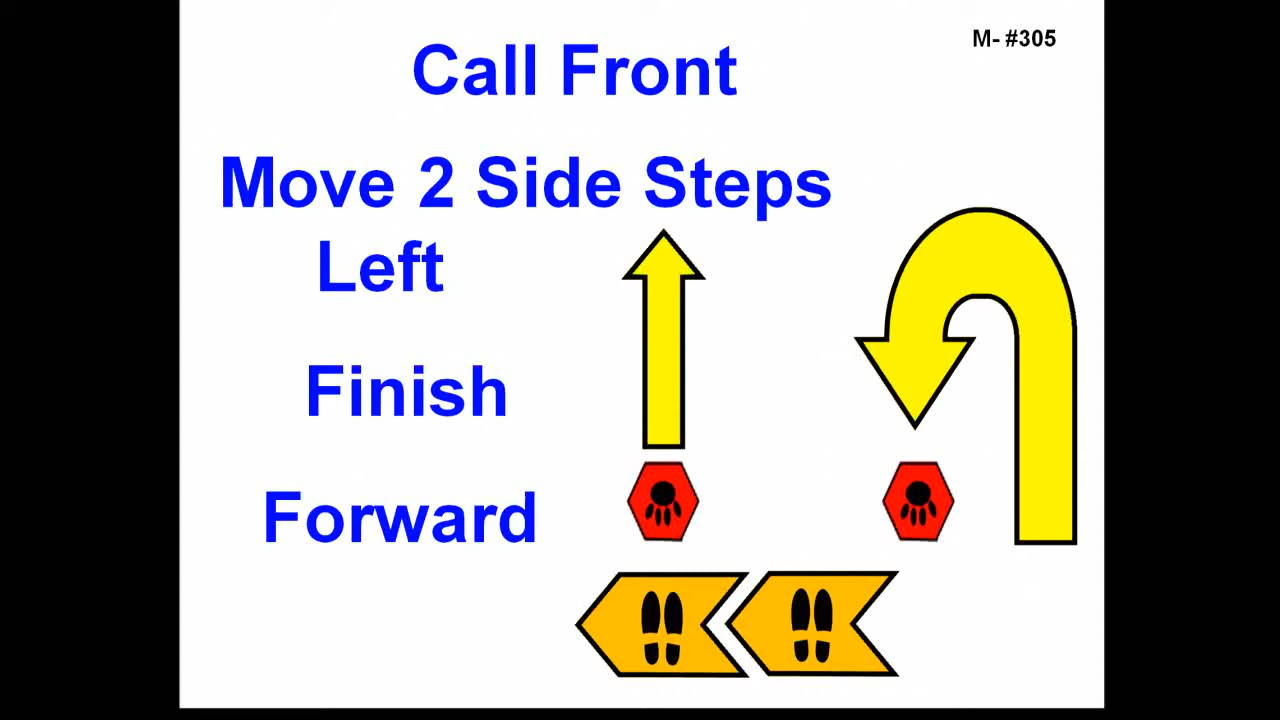 M- #305
Call Front
Move 2 Side Steps
Left
Finish
Forward